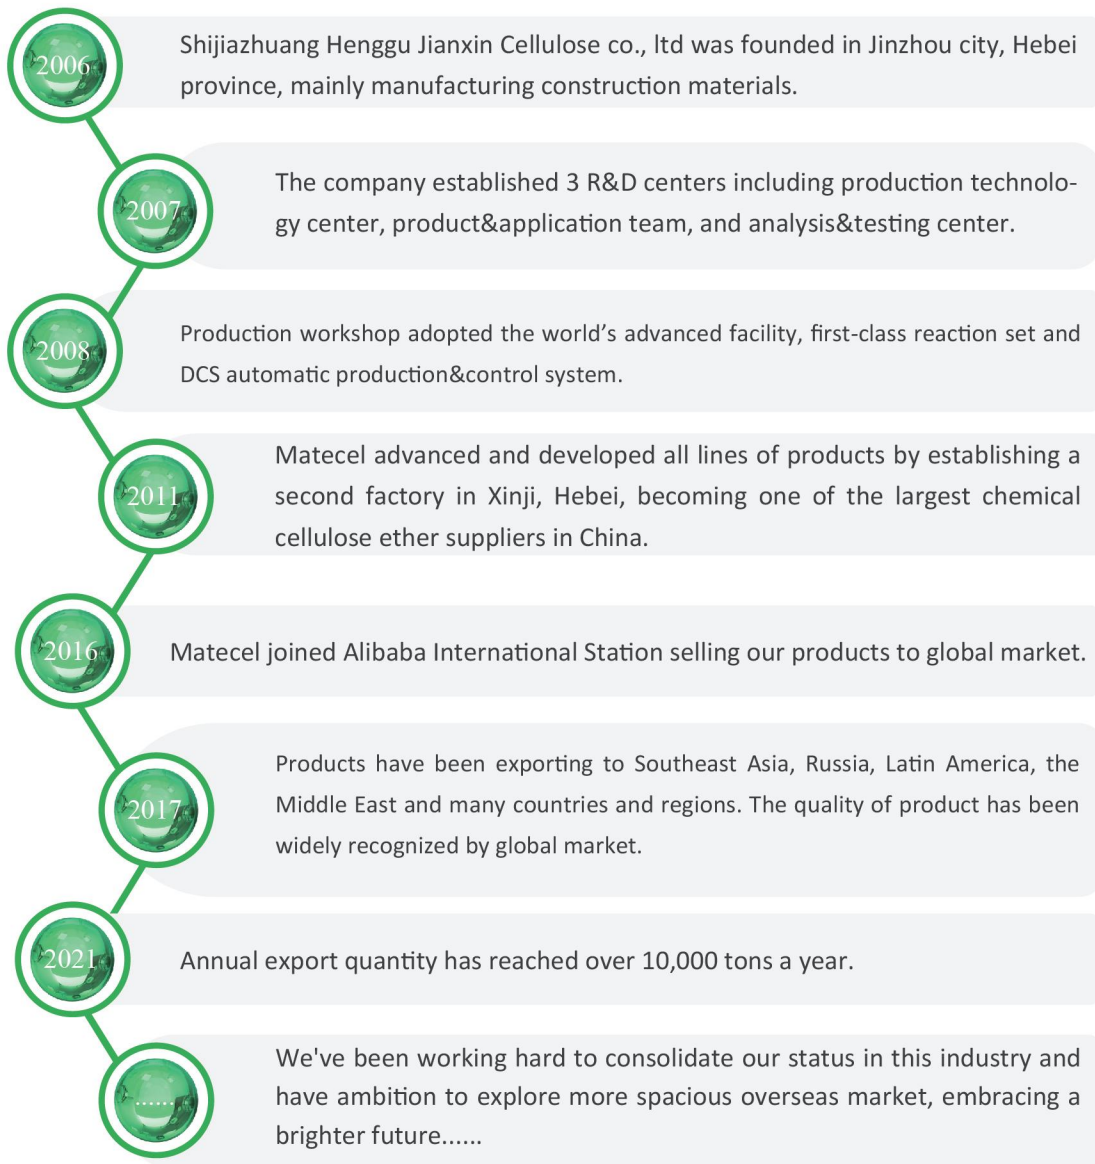 2006
Shijiazhuang Henggu Jianxin Cellulose co., ltd was founded in Jinzhou city, Hebei
province, mainly manufacturing construction materials.
2007
The company established 3 R&D centers including production technolo-
gy center, product&application team, and analysis&testing center.
2008
Production workshop adopted the world’s advanced facility, first-class reaction set and
DCS automatic production&control system.
2011
Matecel advanced and developed all lines of products by establishing a
second factory in Xinji, Hebei, becoming one of the largest chemical
cellulose ether suppliers in China.
2016
Matecel joined Alibaba International Station selling our products to global market.
2017
Products have been exporting to Southeast Asia, Russia, Latin America, the
Middle East and many countries and regions. The quality of product has been
widely recognized by global market.
2021
Annual export quantity has reached over 10,000 tons a year.
......
We've been working hard to consolidate our status in this industry and
have ambition to explore more spacious overseas market, embracing a
brighter future......